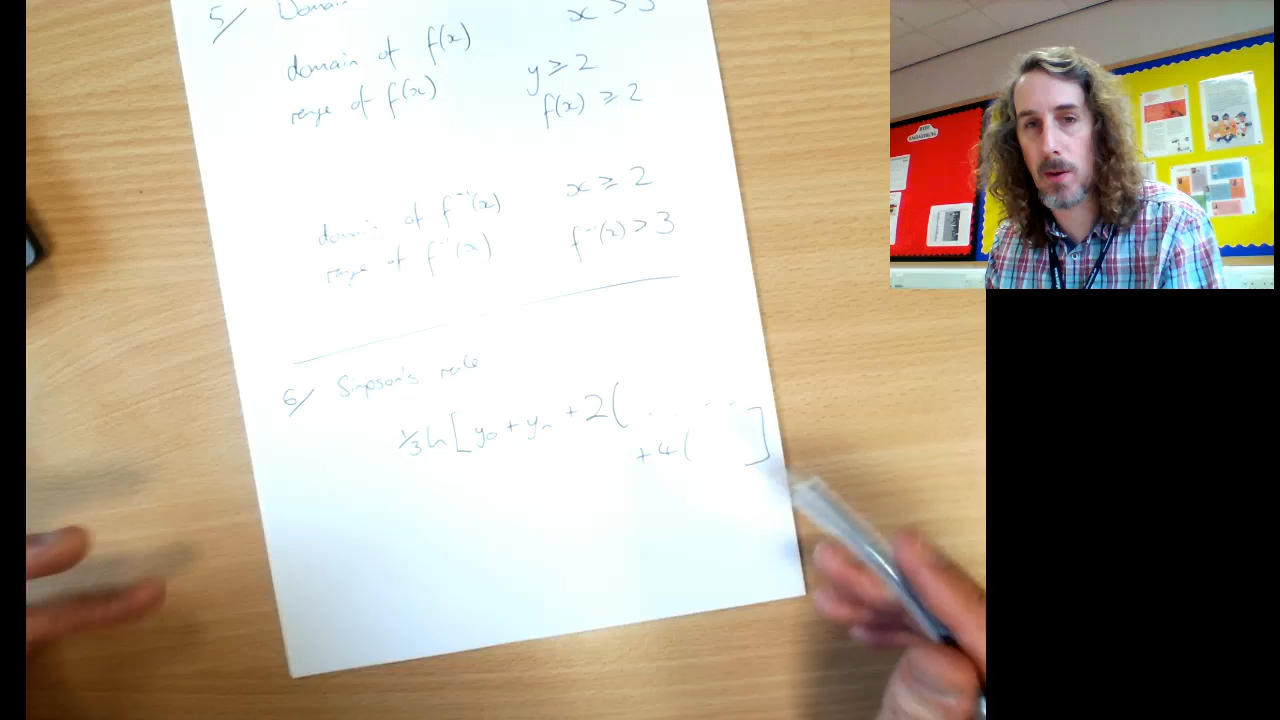 5/ Domain
x > 3
domain of f(x)
range of f(x) y ≥ 2
f(x) ≥ 2
domain of f⁻¹(x) x ≥ 2
range of f⁻¹(x) f⁻¹(x) > 3
6/ Simpson's rule
⅓h [y₀ + yₙ + 2( . . . . .
+ 4( ]